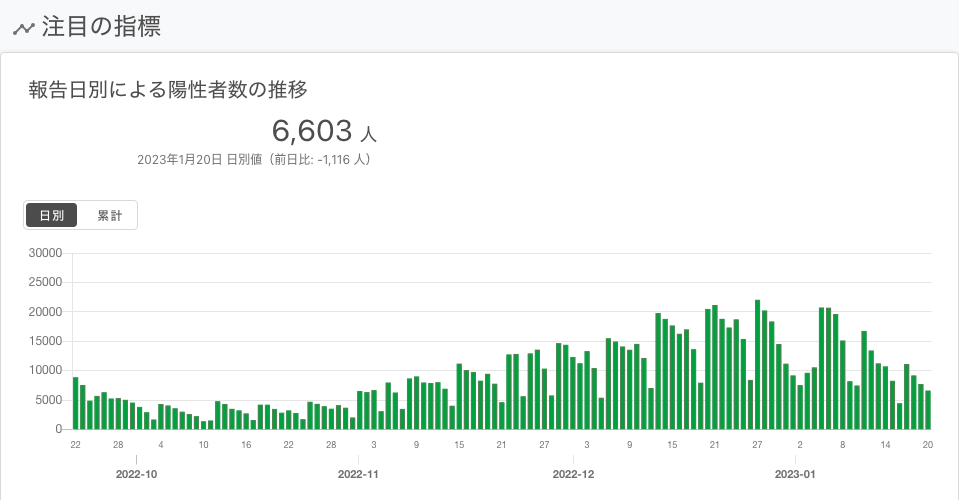 注目の指標
報告日別による陽性者数の推移
6,603 人
2023年1月20日 日別値（前日比: -1,116 人）
日別 累計
30000
25000
20000
15000
10000
5000
0
22 28 4 10 16 22 28 3 9 15 21 27 3 9 15 21 27 2 8 14 20
2022-10 2022-11 2022-12 2023-01